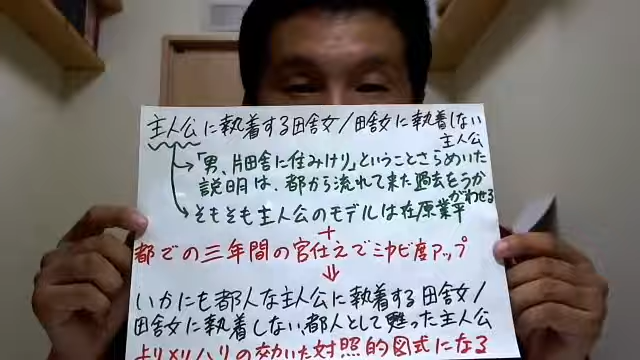 主人公に執着する田舎女/田舎女に執着しない
主人公
→「男、片田舎に住みけり」ということさらめいた
説明は、都から流れて来た過去をうか
がわせる
→そもそも主人公のモデルは在原業平
+
都での三年間の宮仕えでミヤビ度アップ
⇓
いかにも都人な主人公に執着する田舎女/
田舎女に執着しない、都人として甦った主人公
よりメリハリの効いた対照的図式になる